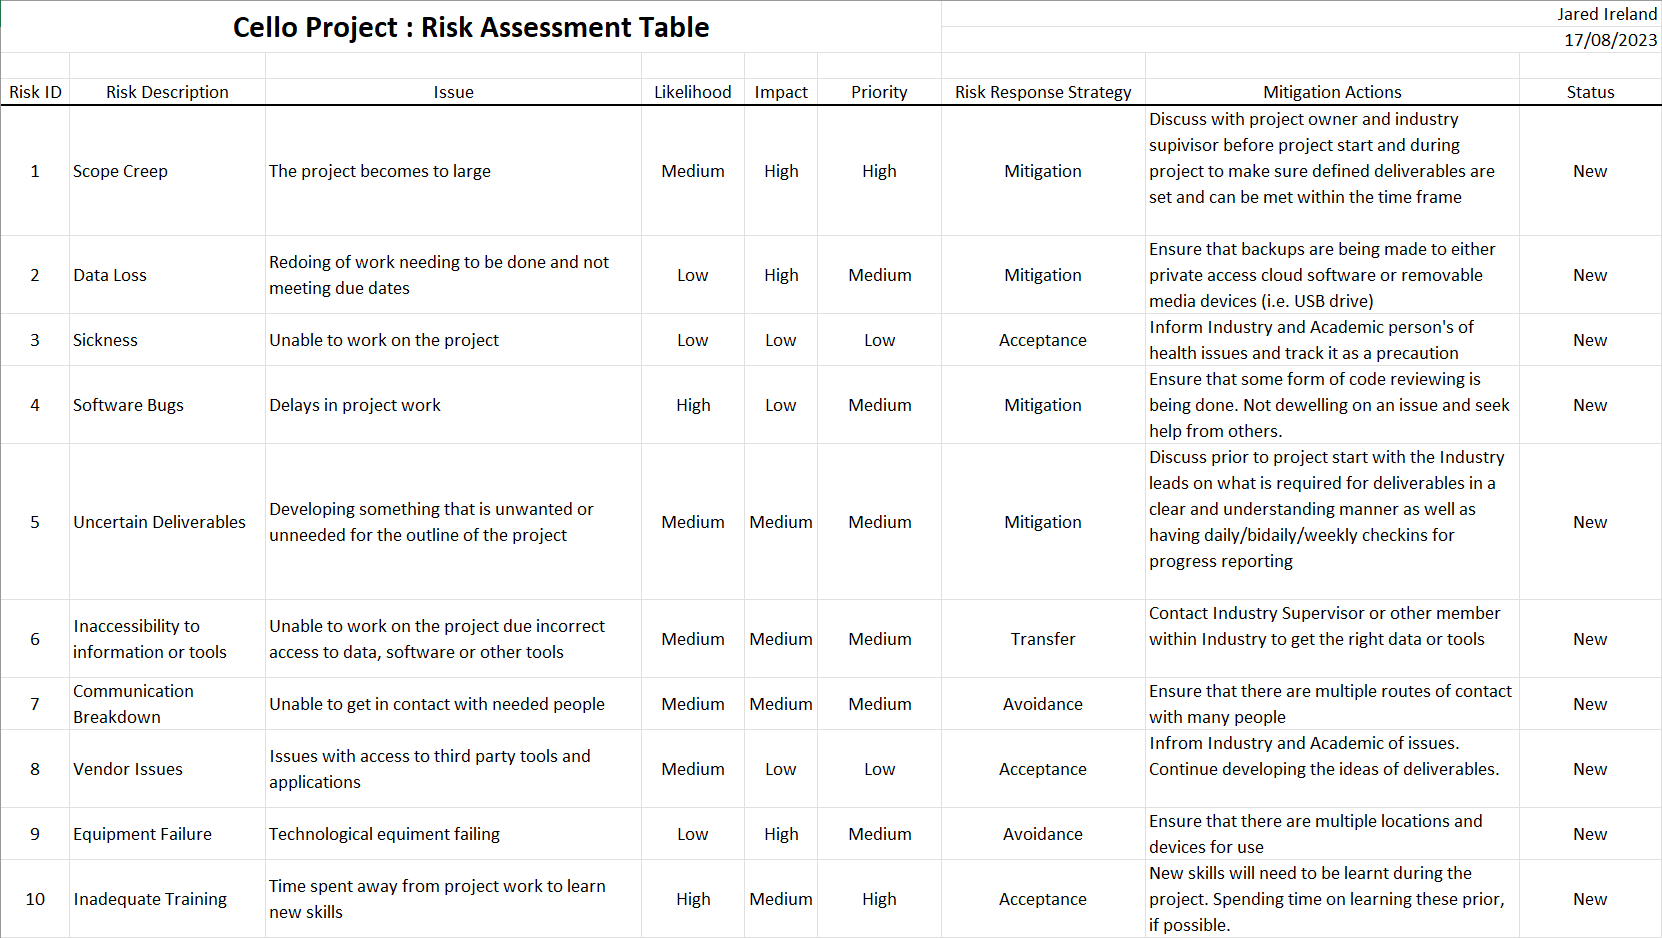 Cello Project : Risk Assessment Table
Jared Ireland
17/08/2023
Risk ID Risk Description Issue Likelihood Impact Priority Risk Response Strategy Mitigation Actions Status
1 Scope Creep The project becomes to large Medium High High Mitigation
Discuss with project owner and industry
supivisor before project start and during
project to make sure defined deliverables are
set and can be met within the time frame
New
2 Data Loss
Redoing of work needing to be done and not
meeting due dates
Low High Medium Mitigation
Ensure that backups are being made to either
private access cloud software or removable
media devices (i.e. USB drive)
New
3 Sickness Unable to work on the project Low Low Low Acceptance
Inform Industry and Academic person's of
health issues and track it as a precaution
New
4 Software Bugs Delays in project work High Low Medium Mitigation
Ensure that some form of code reviewing is
being done. Not dewelling on an issue and seek
help from others.
New
5 Uncertain Deliverables
Developing something that is unwanted or
unneeded for the outline of the project
Medium Medium Medium Mitigation
Discuss prior to project start with the Industry
leads on what is required for deliverables in a
clear and understanding manner as well as
having daily/bidaily/weekly checkins for
progress reporting
New
6
Inaccessibility to
information or tools
Unable to work on the project due incorrect
access to data, software or other tools
Medium Medium Medium Transfer
Contact Industry Supervisor or other member
within Industry to get the right data or tools
New
7
Communication
Breakdown
Unable to get in contact with needed people
Medium Medium Medium Avoidance
Ensure that there are multiple routes of contact
with many people
New
8 Vendor Issues
Issues with access to third party tools and
applications
Medium Low Low Acceptance
Infrom Industry and Academic of issues.
Continue developing the ideas of deliverables.
New
9 Equipment Failure Technological equiment failing Low High Medium Avoidance
Ensure that there are multiple locations and
devices for use
New
10 Inadequate Training
Time spent away from project work to learn
new skills
High Medium High Acceptance
New skills will need to be learnt during the
project. Spending time on learning these prior,
if possible.
New